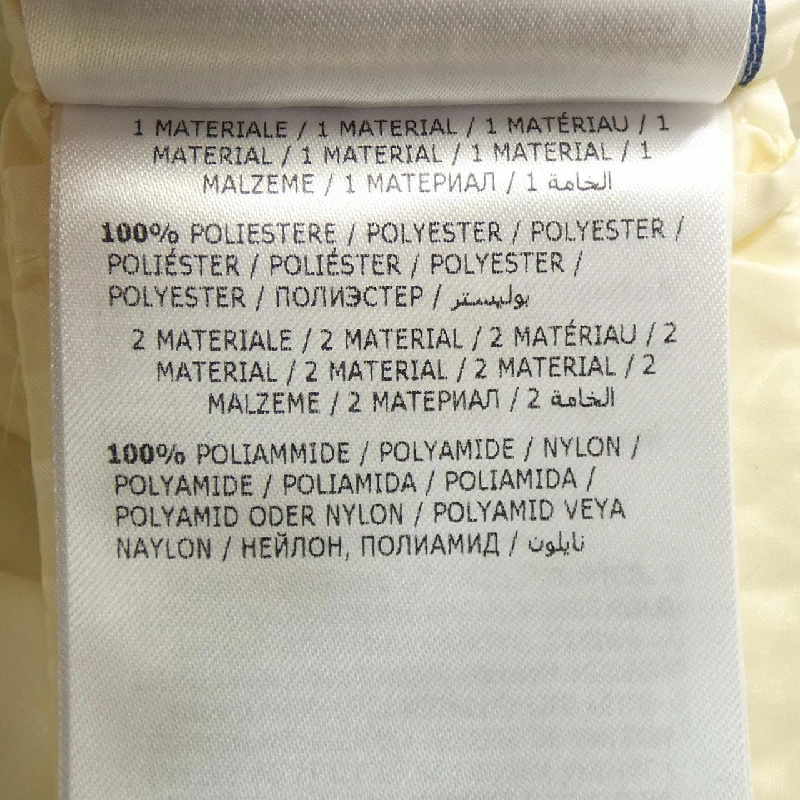 1 MATERIALE / 1 MATERIAL / 1 MATÉRIAU / 1
MATERIAL / 1 MATERIAL / 1 MATERIAL / 1
MALZEME / 1 МАТЕРИАЛ / 1 الخامة
100% POLIESTERE / POLYESTER / POLYESTER /
POLIÉSTER / POLIÉSTER / POLYESTER /
POLYESTER / ПОЛИЭСТЕР / بوليستر
2 MATERIALE / 2 MATERIAL / 2 MATÉRIAU / 2
MATERIAL / 2 MATERIAL / 2 MATERIAL / 2
MALZEME / 2 МАТЕРИАЛ / 2 الخامة
100% POLIAMMIDE / POLYAMIDE / NYLON /
POLYAMIDE / POLIAMIDA / POLIAMIDA /
POLYAMID ODER NYLON / POLYAMID VEYA
NAYLON / НЕЙЛОН, ПОЛИАМИД / نايلون